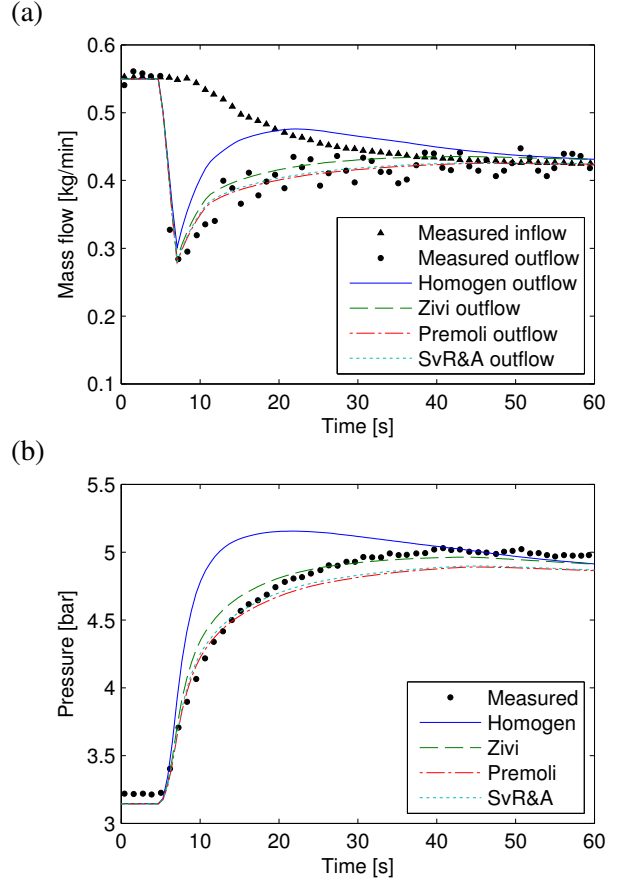 (a)
0.6
0.5
0.4
0.3
0.2
0.1
Mass flow [kg/min]
Measured inflow
Measured outflow
Homogen outflow
Zivi outflow
Premoli outflow
SvR&A outflow
0 10 20 30 40 50 60
Time [s]
(b)
5.5
5
4.5
4
3.5
3
Pressure [bar]
Measured
Homogen
Zivi
Premoli
SvR&A
0 10 20 30 40 50 60
Time [s]